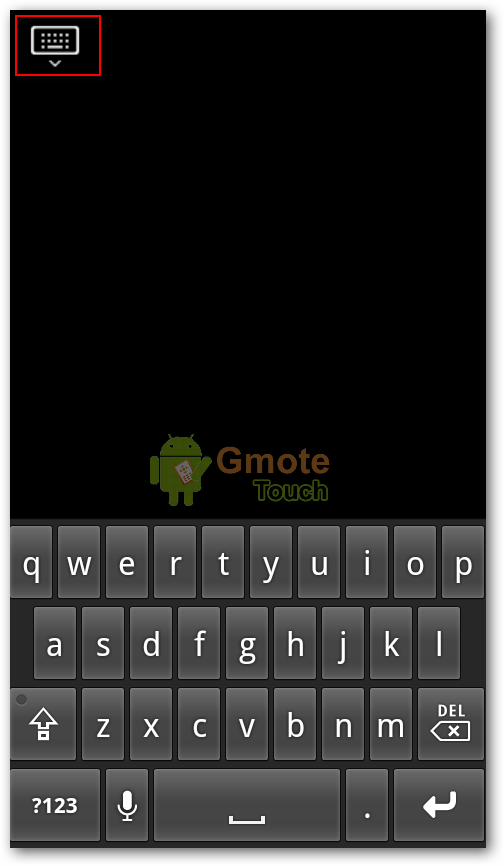 Gmote
Touch
q w e r t y u i o p
a s d f g h j k l
DEL
z x c v b n m
?123 .